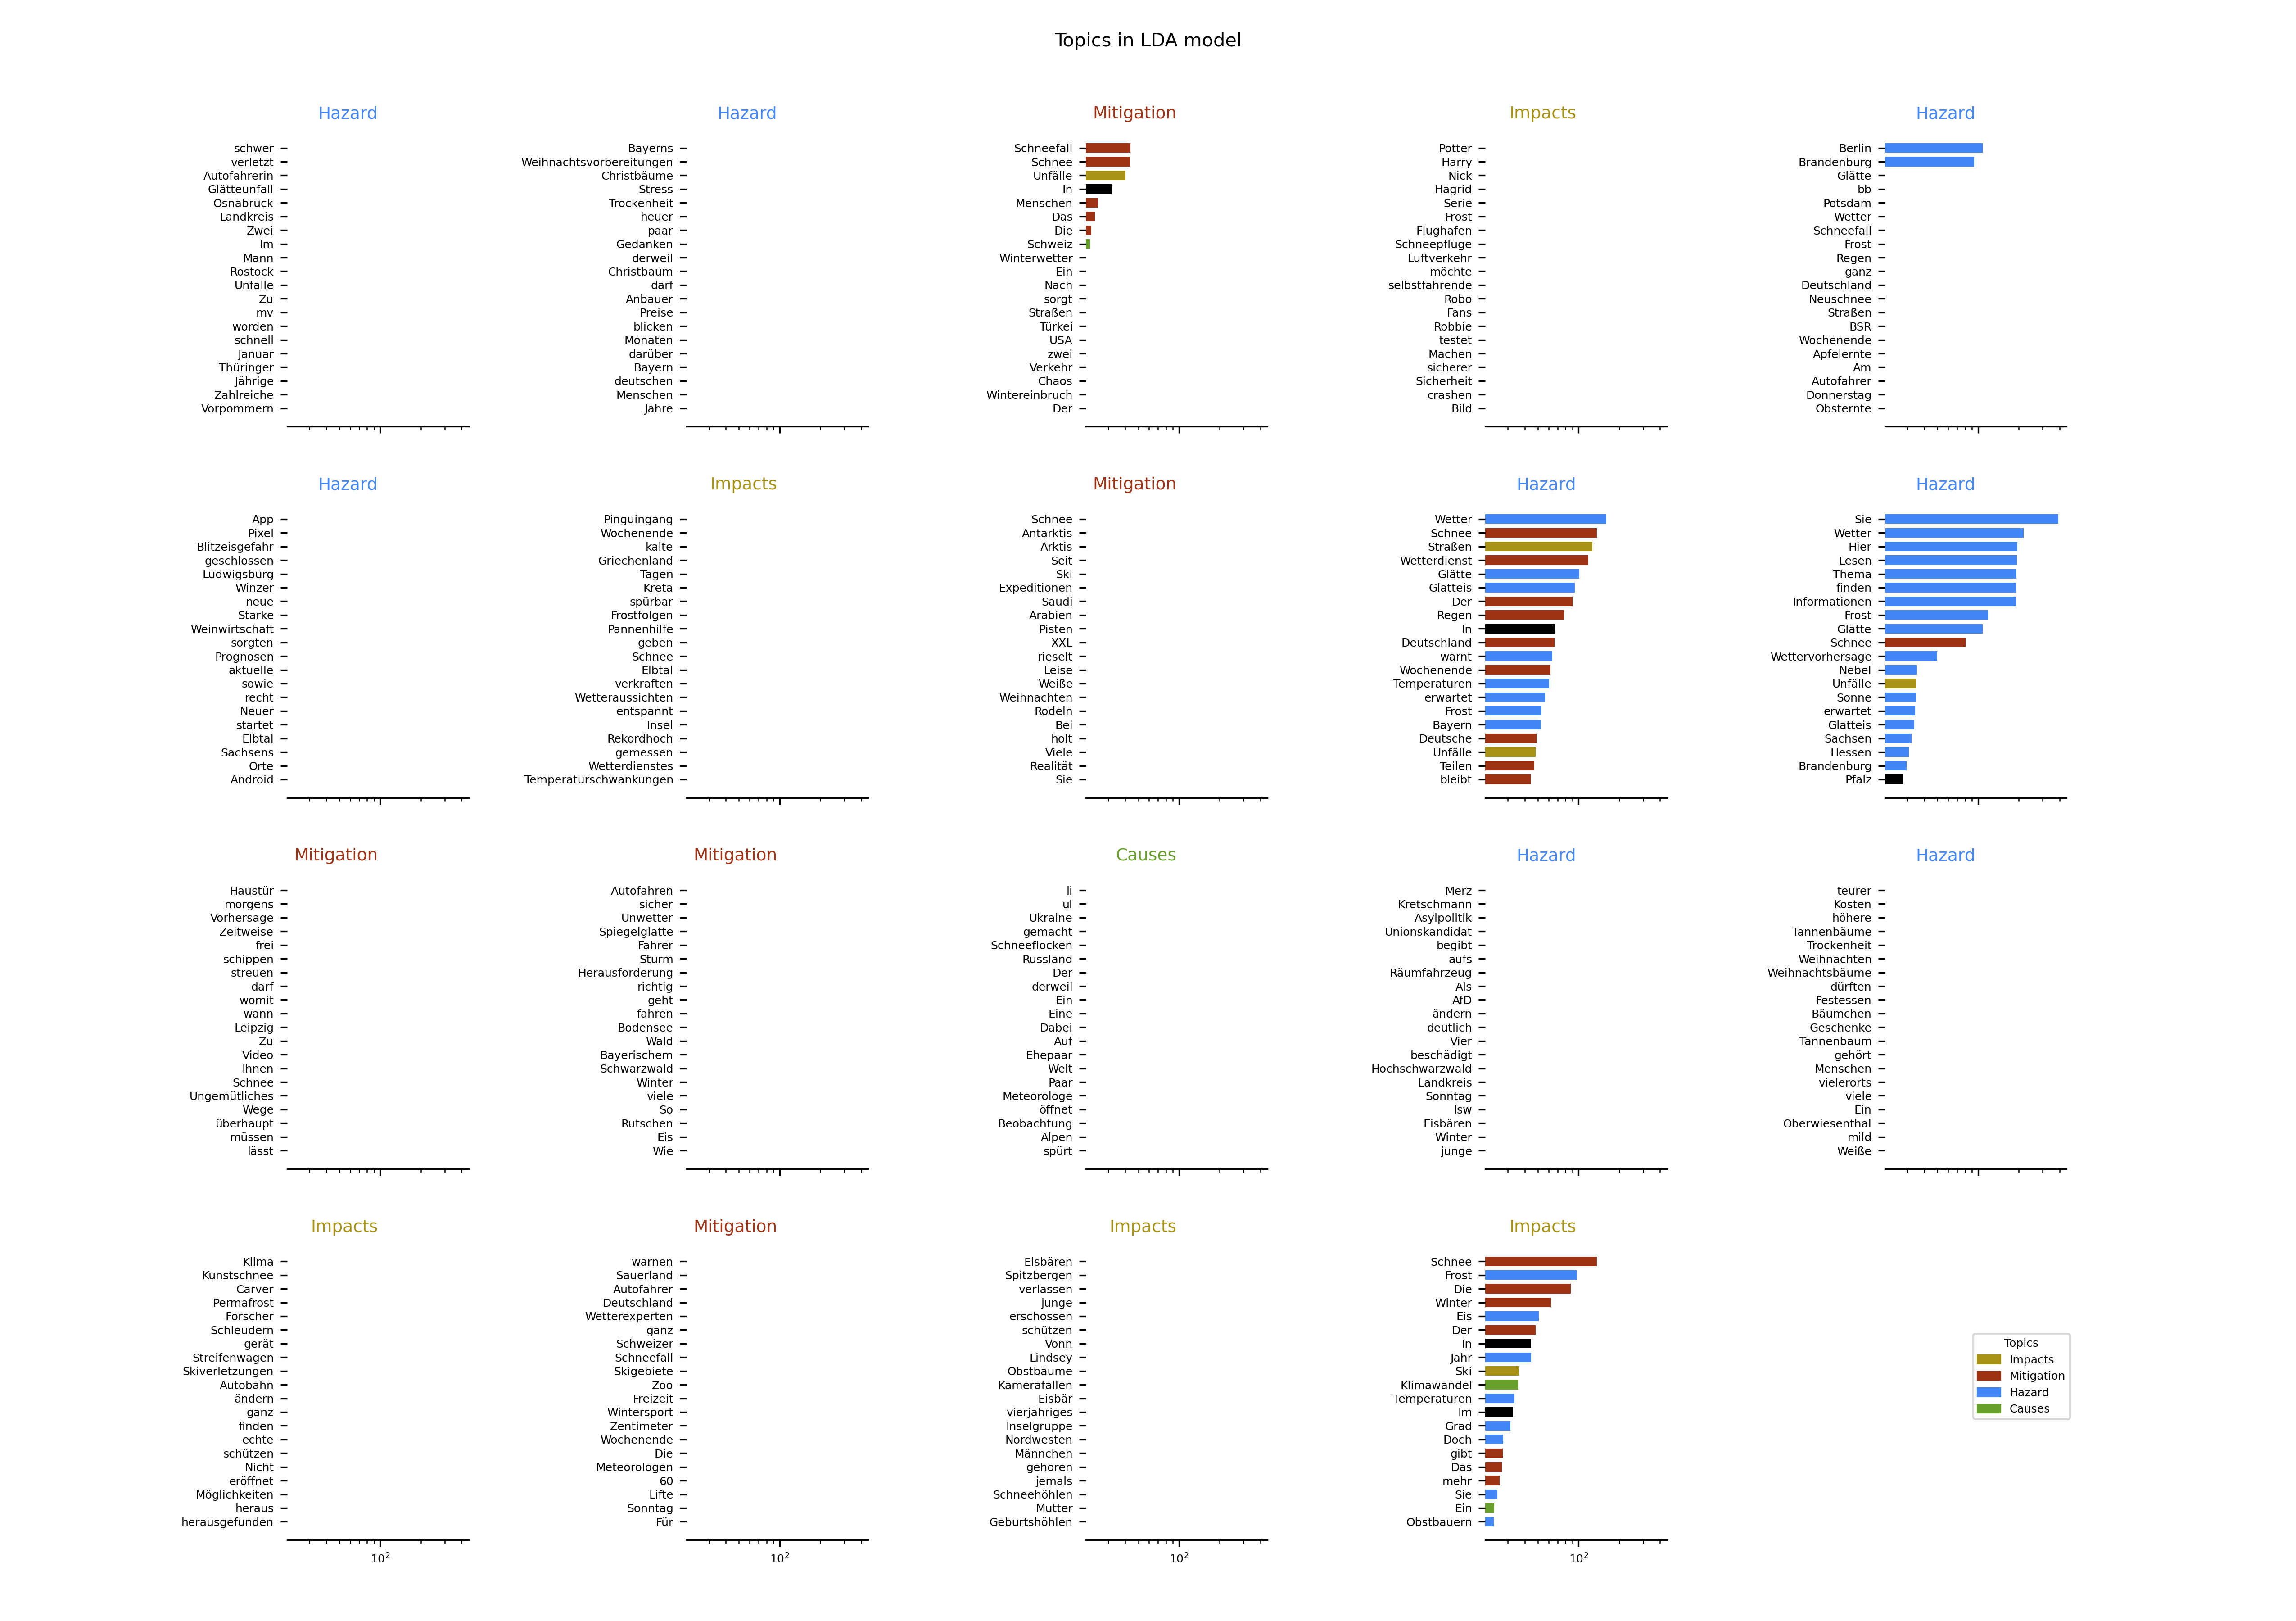 Topics in LDA model
Hazard
schwer
verletzt
Autofahrerin
Glätteunfall
Osnabrück
Landkreis
Zwei
Im
Mann
Rostock
Unfälle
Zu
mv
worden
schnell
Januar
Thüringer
Jährige
Zahlreiche
Vorpommern
Hazard
Bayerns
Weihnachtsvorbereitungen
Christbäume
Stress
Trockenheit
heuer
paar
Gedanken
derweil
Christbaum
darf
Anbauer
Preise
blicken
Monaten
darüber
Bayern
deutschen
Menschen
Jahre
Mitigation
Schneefall
Schnee
Unfälle
In
Menschen
Das
Die
Schweiz
Winterwetter
Ein
Nach
sorgt
Straßen
Türkei
USA
zwei
Verkehr
Chaos
Wintereinbruch
Der
Impacts
Potter
Harry
Nick
Hagrid
Serie
Frost
Flughafen
Schneepflüge
Luftverkehr
möchte
selbstfahrende
Robo
Fans
Robbie
testet
Machen
sicherer
Sicherheit
crashen
Bild
Hazard
Berlin
Brandenburg
Glätte
bb
Potsdam
Wetter
Schneefall
Frost
Regen
ganz
Deutschland
Neuschnee
Straßen
BSR
Wochenende
Apfelernte
Am
Autofahrer
Donnerstag
Obsternte
Hazard
App
Pixel
Blitzeisgefahr
geschlossen
Ludwigsburg
Winzer
neue
Starke
Weinwirtschaft
sorgten
Prognosen
aktuelle
sowie
recht
Neuer
startet
Elbtal
Sachsens
Orte
Android
Impacts
Pinguingang
Wochenende
kalte
Griechenland
Tagen
Kreta
spürbar
Frostfolgen
Pannenhilfe
geben
Schnee
Elbtal
verkraften
Wetteraussichten
entspannt
Insel
Rekordhoch
gemessen
Wetterdienstes
Temperaturschwankungen
Mitigation
Schnee
Antarktis
Arktis
Seit
Ski
Expeditionen
Saudi
Arabien
Pisten
XXL
rieselt
Leise
Weiße
Weihnachten
Rodeln
Bei
holt
Viele
Realität
Sie
Hazard
Wetter
Schnee
Straßen
Wetterdienst
Glätte
Glatteis
Der
Regen
In
Deutschland
warnt
Wochenende
Temperaturen
erwartet
Frost
Bayern
Deutsche
Unfälle
Teilen
bleibt
Hazard
Sie
Wetter
Hier
Lesen
Thema
finden
Informationen
Frost
Glätte
Schnee
Wettervorhersage
Nebel
Unfälle
Sonne
erwartet
Glatteis
Sachsen
Hessen
Brandenburg
Pfalz
Mitigation
Haustür
morgens
Vorhersage
Zeitweise
frei
schippen
streuen
darf
womit
wann
Leipzig
Zu
Video
Ihnen
Schnee
Ungemütliches
Wege
überhaupt
müssen
lässt
Mitigation
Autofahren
sicher
Unwetter
Spiegelglatte
Fahrer
Sturm
Herausforderung
richtig
geht
fahren
Bodensee
Wald
Bayerischem
Schwarzwald
Winter
viele
So
Rutschen
Eis
Wie
Causes
li
ul
Ukraine
gemacht
Schneeflocken
Russland
Der
derweil
Ein
Eine
Dabei
Auf
Ehepaar
Welt
Paar
Meteorologe
öffnet
Beobachtung
Alpen
spürt
Hazard
Merz
Kretschmann
Asylpolitik
Unionskandidat
begibt
aufs
Räumfahrzeug
Als
AfD
ändern
deutlich
Vier
beschädigt
Hochschwarzwald
Landkreis
Sonntag
lsw
Eisbären
Winter
junge
Hazard
teurer
Kosten
höhere
Tannenbäume
Trockenheit
Weihnachten
Weihnachtsbäume
dürften
Festessen
Bäumchen
Geschenke
Tannenbaum
gehört
Menschen
vielerorts
viele
Ein
Oberwiesenthal
mild
Weiße
Impacts
Klima
Kunstschnee
Carver
Permafrost
Forscher
Schleudern
gerät
Streifenwagen
Skiverletzungen
Autobahn
ändern
ganz
finden
echte
schützen
Nicht
eröffnet
Möglichkeiten
heraus
herausgefunden
10²
Mitigation
warnen
Sauerland
Autofahrer
Deutschland
Wetterexperten
ganz
Schweizer
Schneefall
Skigebiete
Zoo
Freizeit
Wintersport
Zentimeter
Wochenende
Die
Meteorologen
60
Lifte
Sonntag
Für
10²
Impacts
Eisbären
Spitzbergen
verlassen
junge
erschossen
schützen
Vonn
Lindsey
Obstbäume
Kamerafallen
Eisbär
vierjähriges
Inselgruppe
Nordwesten
Männchen
gehören
jemals
Schneehöhlen
Mutter
Geburtshöhlen
10²
Impacts
Schnee
Frost
Die
Winter
Eis
Der
In
Jahr
Ski
Klimawandel
Temperaturen
Im
Grad
Doch
gibt
Das
mehr
Sie
Ein
Obstbauern
10²
Topics
Impacts
Mitigation
Hazard
Causes